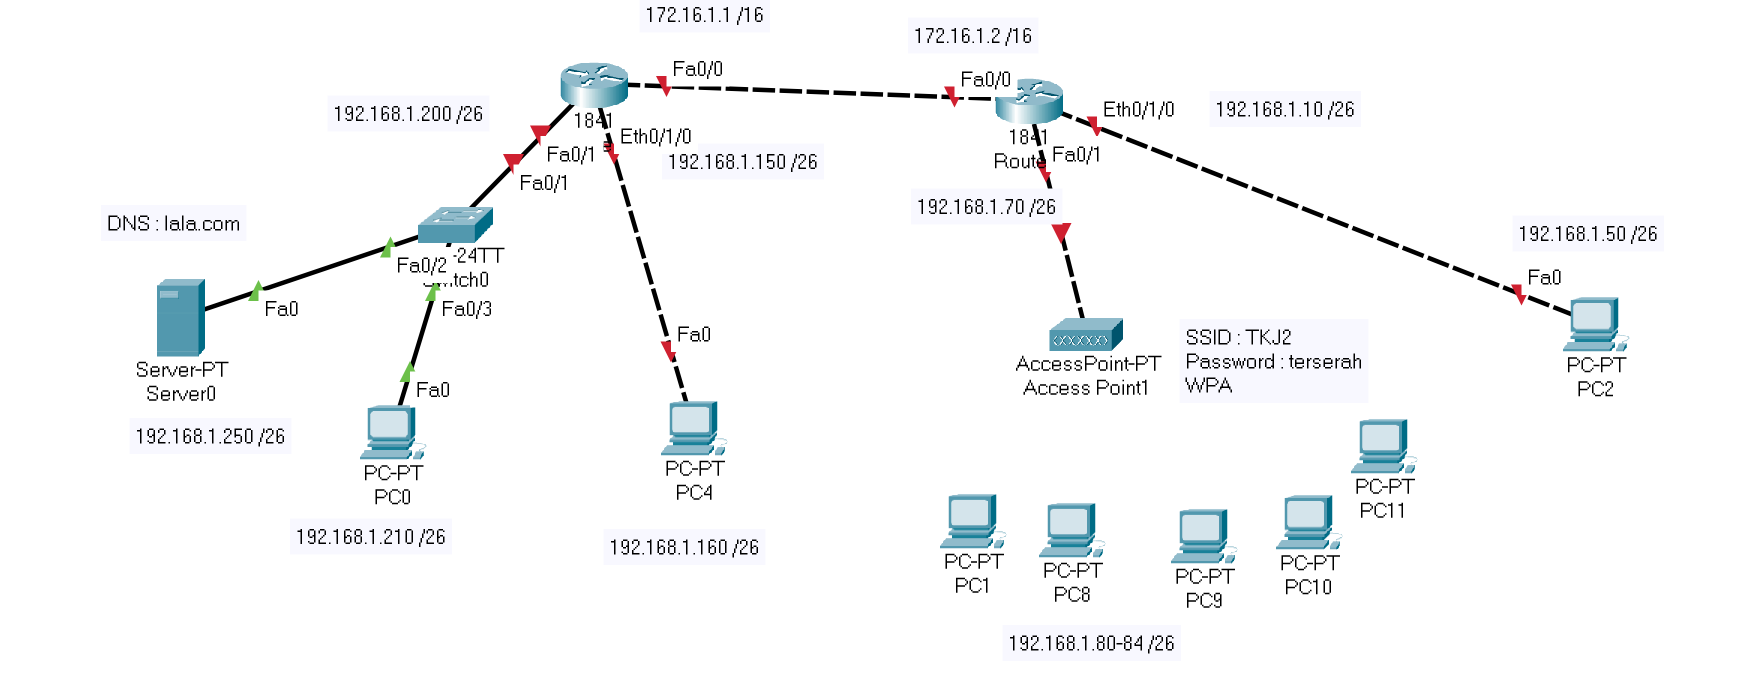 172.16.1.1 /16
172.16.1.2 /16
Fa0/0
Fa0/0
192.168.1.200 /26
1841
Eth0/1/0
Fa0/1
192.168.1.150 /26
Fa0/1
Eth0/1/0
192.168.1.10 /26
1841
Fa0/1
192.168.1.70 /26
DNS : lala.com
-24TT
Fa0/2
Fa0/3
Fa0
Server-PT
Server0
192.168.1.250 /26
Fa0
PC-PT
PC0
192.168.1.210 /26
Fa0
PC-PT
PC4
192.168.1.160 /26
AccessPoint-PT
Access Point1
SSID : TKJ2
Password : terserah
WPA
192.168.1.50 /26
Fa0
PC-PT
PC2
PC-PT
PC11
PC-PT
PC1
PC-PT
PC8
PC-PT
PC9
PC-PT
PC10
192.168.1.80-84 /26